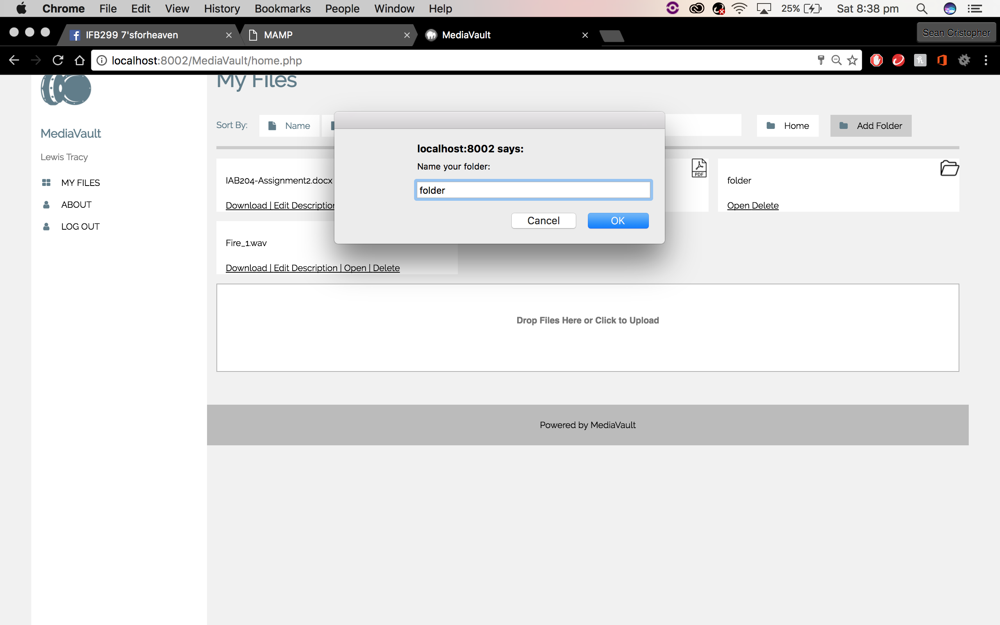 Chrome File Edit View History Bookmarks People Window Help 25% Sat 8:38 pm
IFB299 7'sforheaven MAMP MediaVault Sean Cristopher
localhost:8002/MediaVault/home.php
My Files
Sort By: Name Home Add Folder
MediaVault
Lewis Tracy
MY FILES
ABOUT
LOG OUT
localhost:8002 says:
Name your folder:
folder
Cancel OK
IAB204-Assignment2.docx
Download | Edit Description
PDF
folder
Open Delete
Fire_1.wav
Download | Edit Description | Open | Delete
Drop Files Here or Click to Upload
Powered by MediaVault